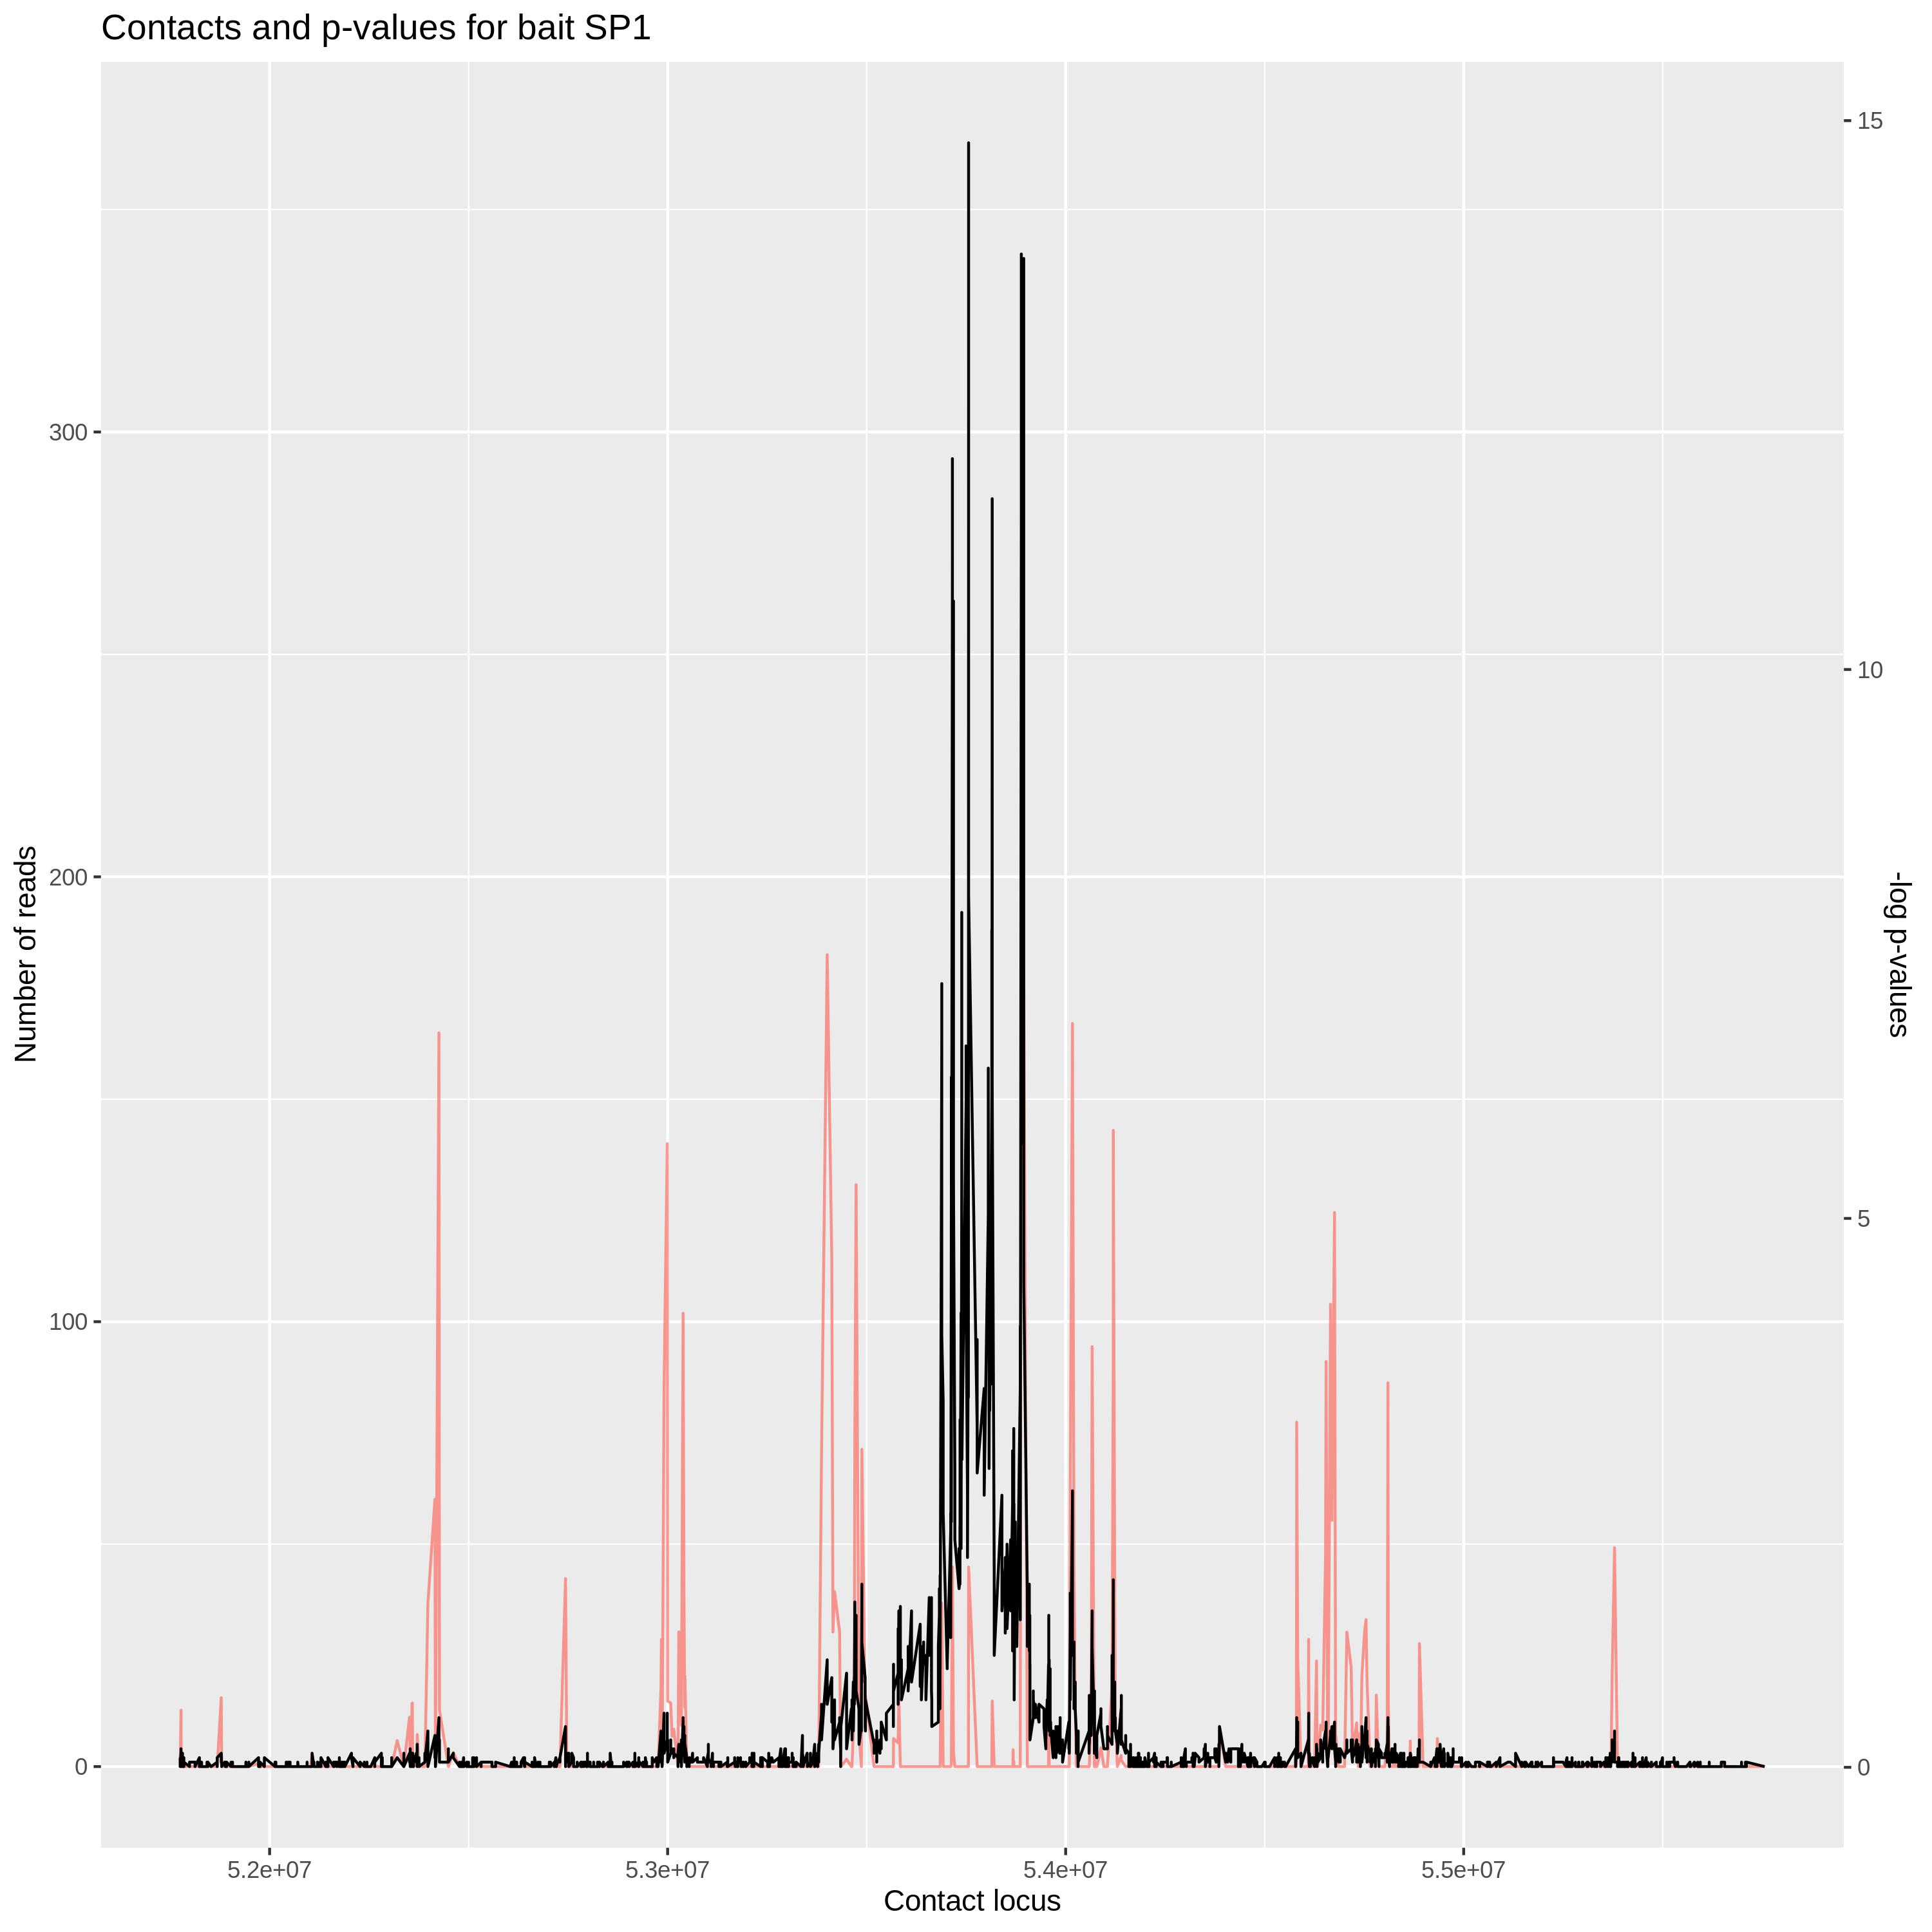 Contacts and p-values for bait SP1
15
300
10
200
Number of reads
-log p-values
5
100
0
0
5.2e+07
5.3e+07
5.4e+07
5.5e+07
Contact locus